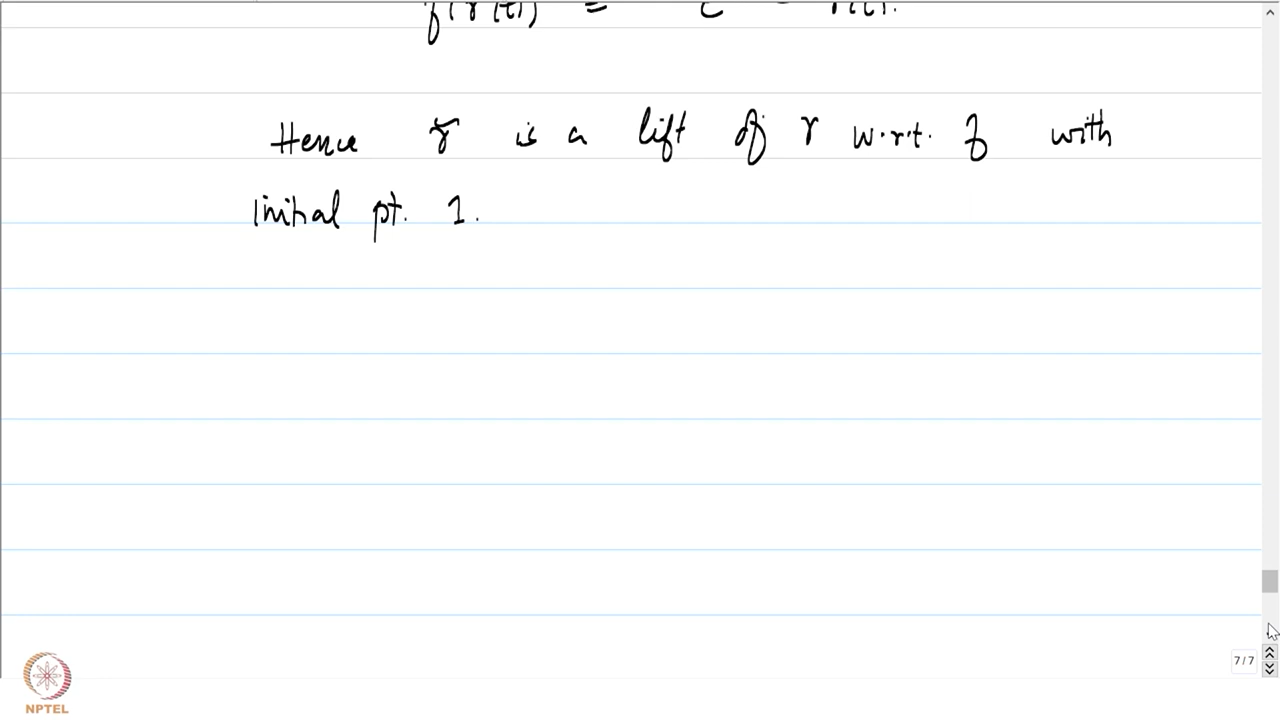 Hence γ̃ is a lift of γ w.r.t. f with
initial pt. 1.
7/7
NPTEL